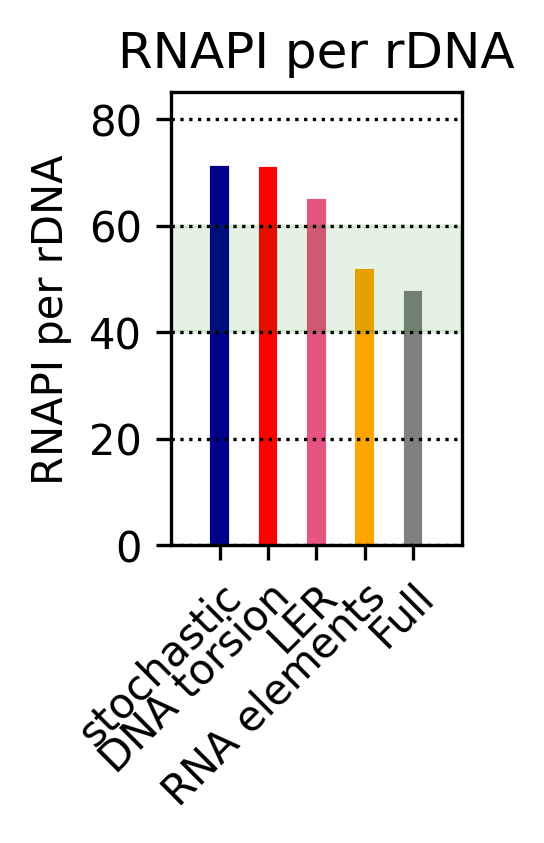 RNAPI per rDNA
RNAPI per rDNA
80
60
40
20
0
stochastic
DNA torsion
LER
RNA elements
Full